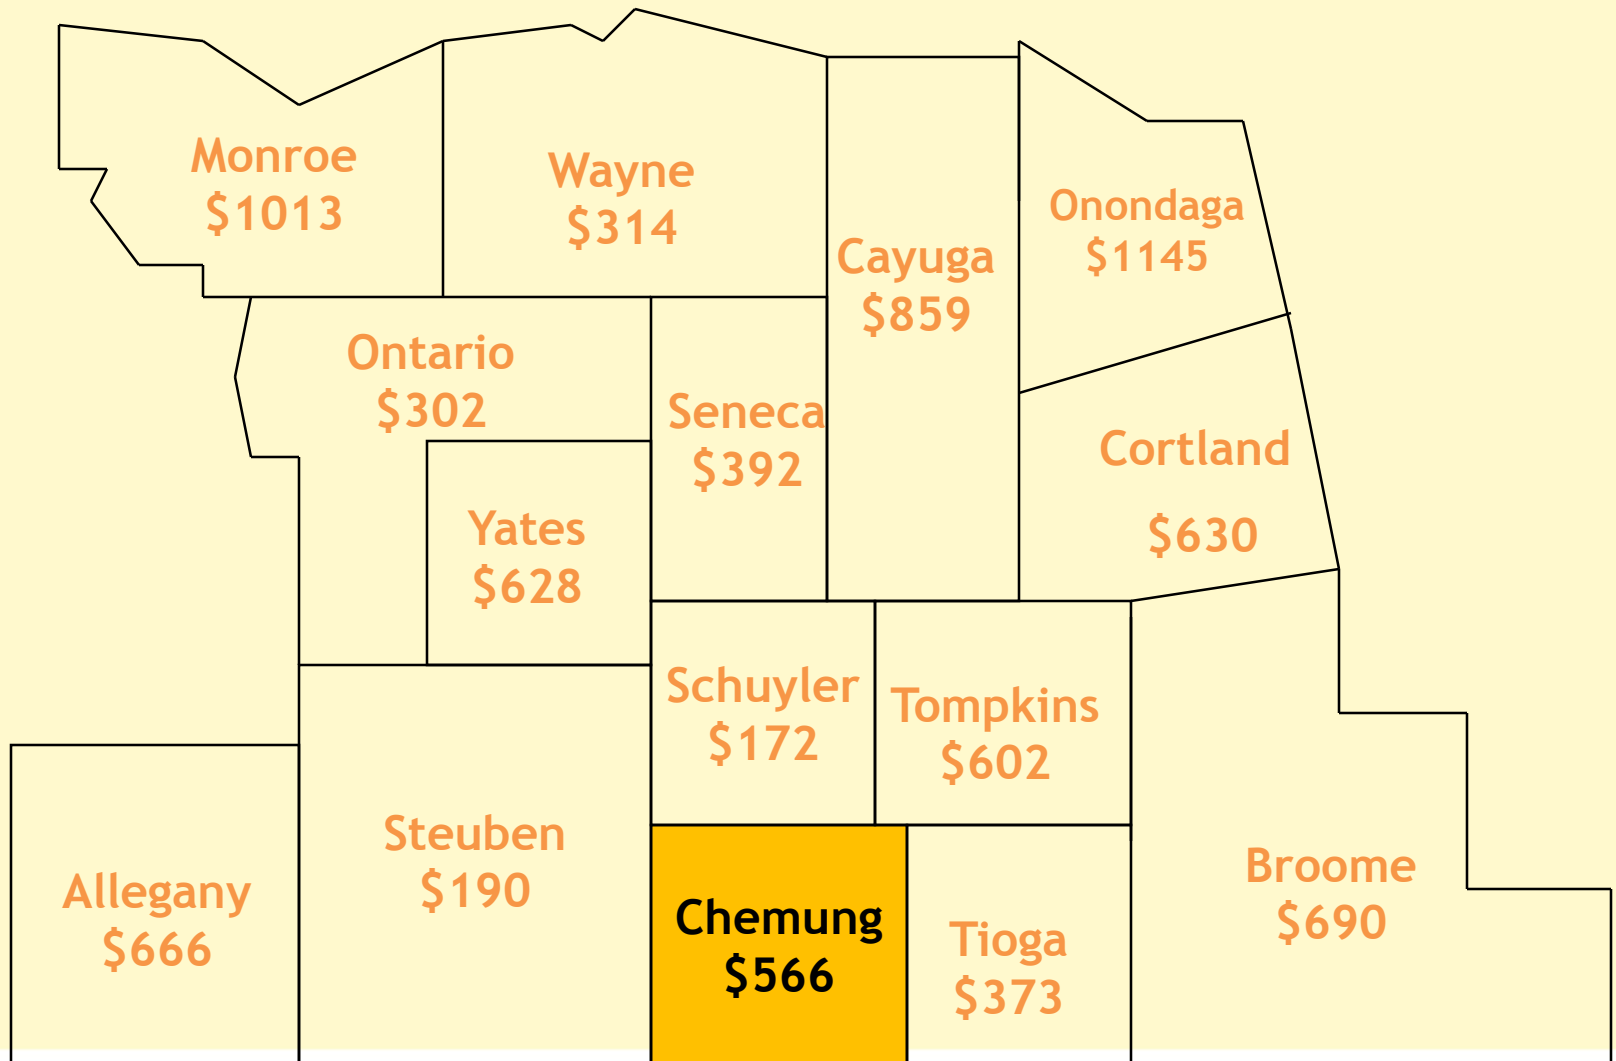 Monroe
$1013
Wayne
$314
Onondaga
$1145
Cayuga
$859
Ontario
$302
Seneca
$392
Cortland
$630
Yates
$628
Schuyler
$172
Tompkins
$602
Steuben
$190
Allegany
$666
Chemung
$566
Tioga
$373
Broome
$690